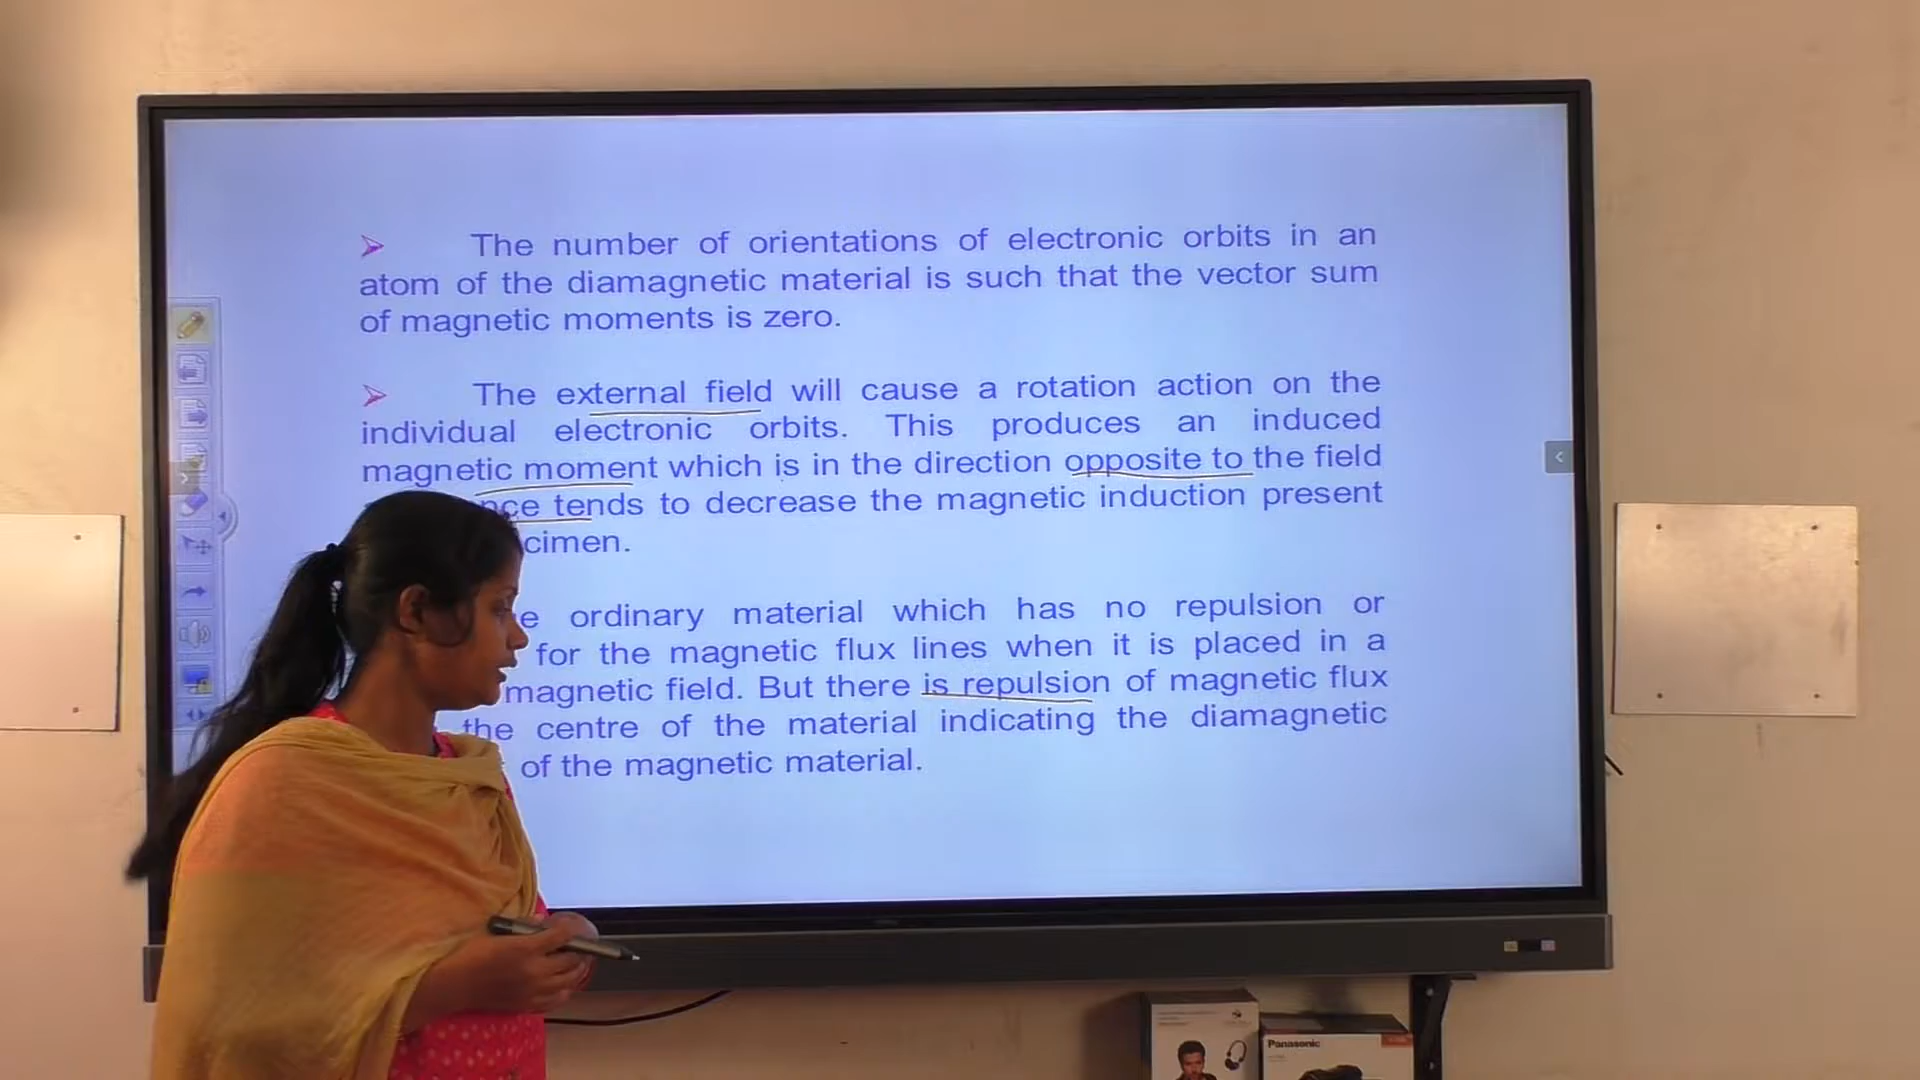 The number of orientations of electronic orbits in an
atom of the diamagnetic material is such that the vector sum
of magnetic moments is zero.
The external field will cause a rotation action on the
individual electronic orbits. This produces an induced
magnetic moment which is in the direction opposite to the field
tends to decrease the magnetic induction present
cimen.
ordinary material which has no repulsion or
for the magnetic flux lines when it is placed in a
magnetic field. But there is repulsion of magnetic flux
the centre of the material indicating the diamagnetic
of the magnetic material.
Panasonic